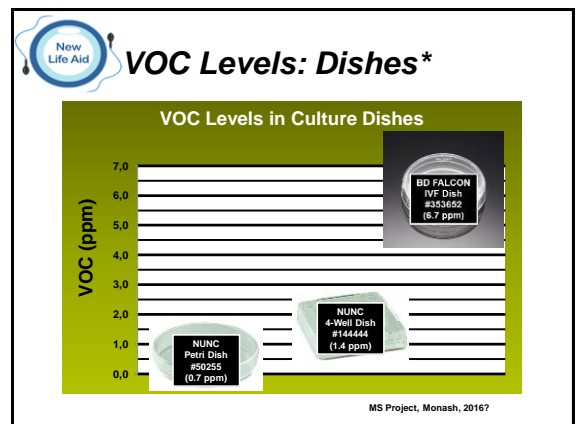 New
Life Aid
VOC Levels: Dishes*
VOC Levels in Culture Dishes
VOC (ppm)
7,0
6,0
5,0
4,0
3,0
2,0
1,0
0,0
BD FALCON
IVF Dish
#353652
(6.7 ppm)
NUNC
4-Well Dish
#144444
(1.4 ppm)
NUNC
Petri Dish
#50255
(0.7 ppm)
MS Project, Monash, 2016?